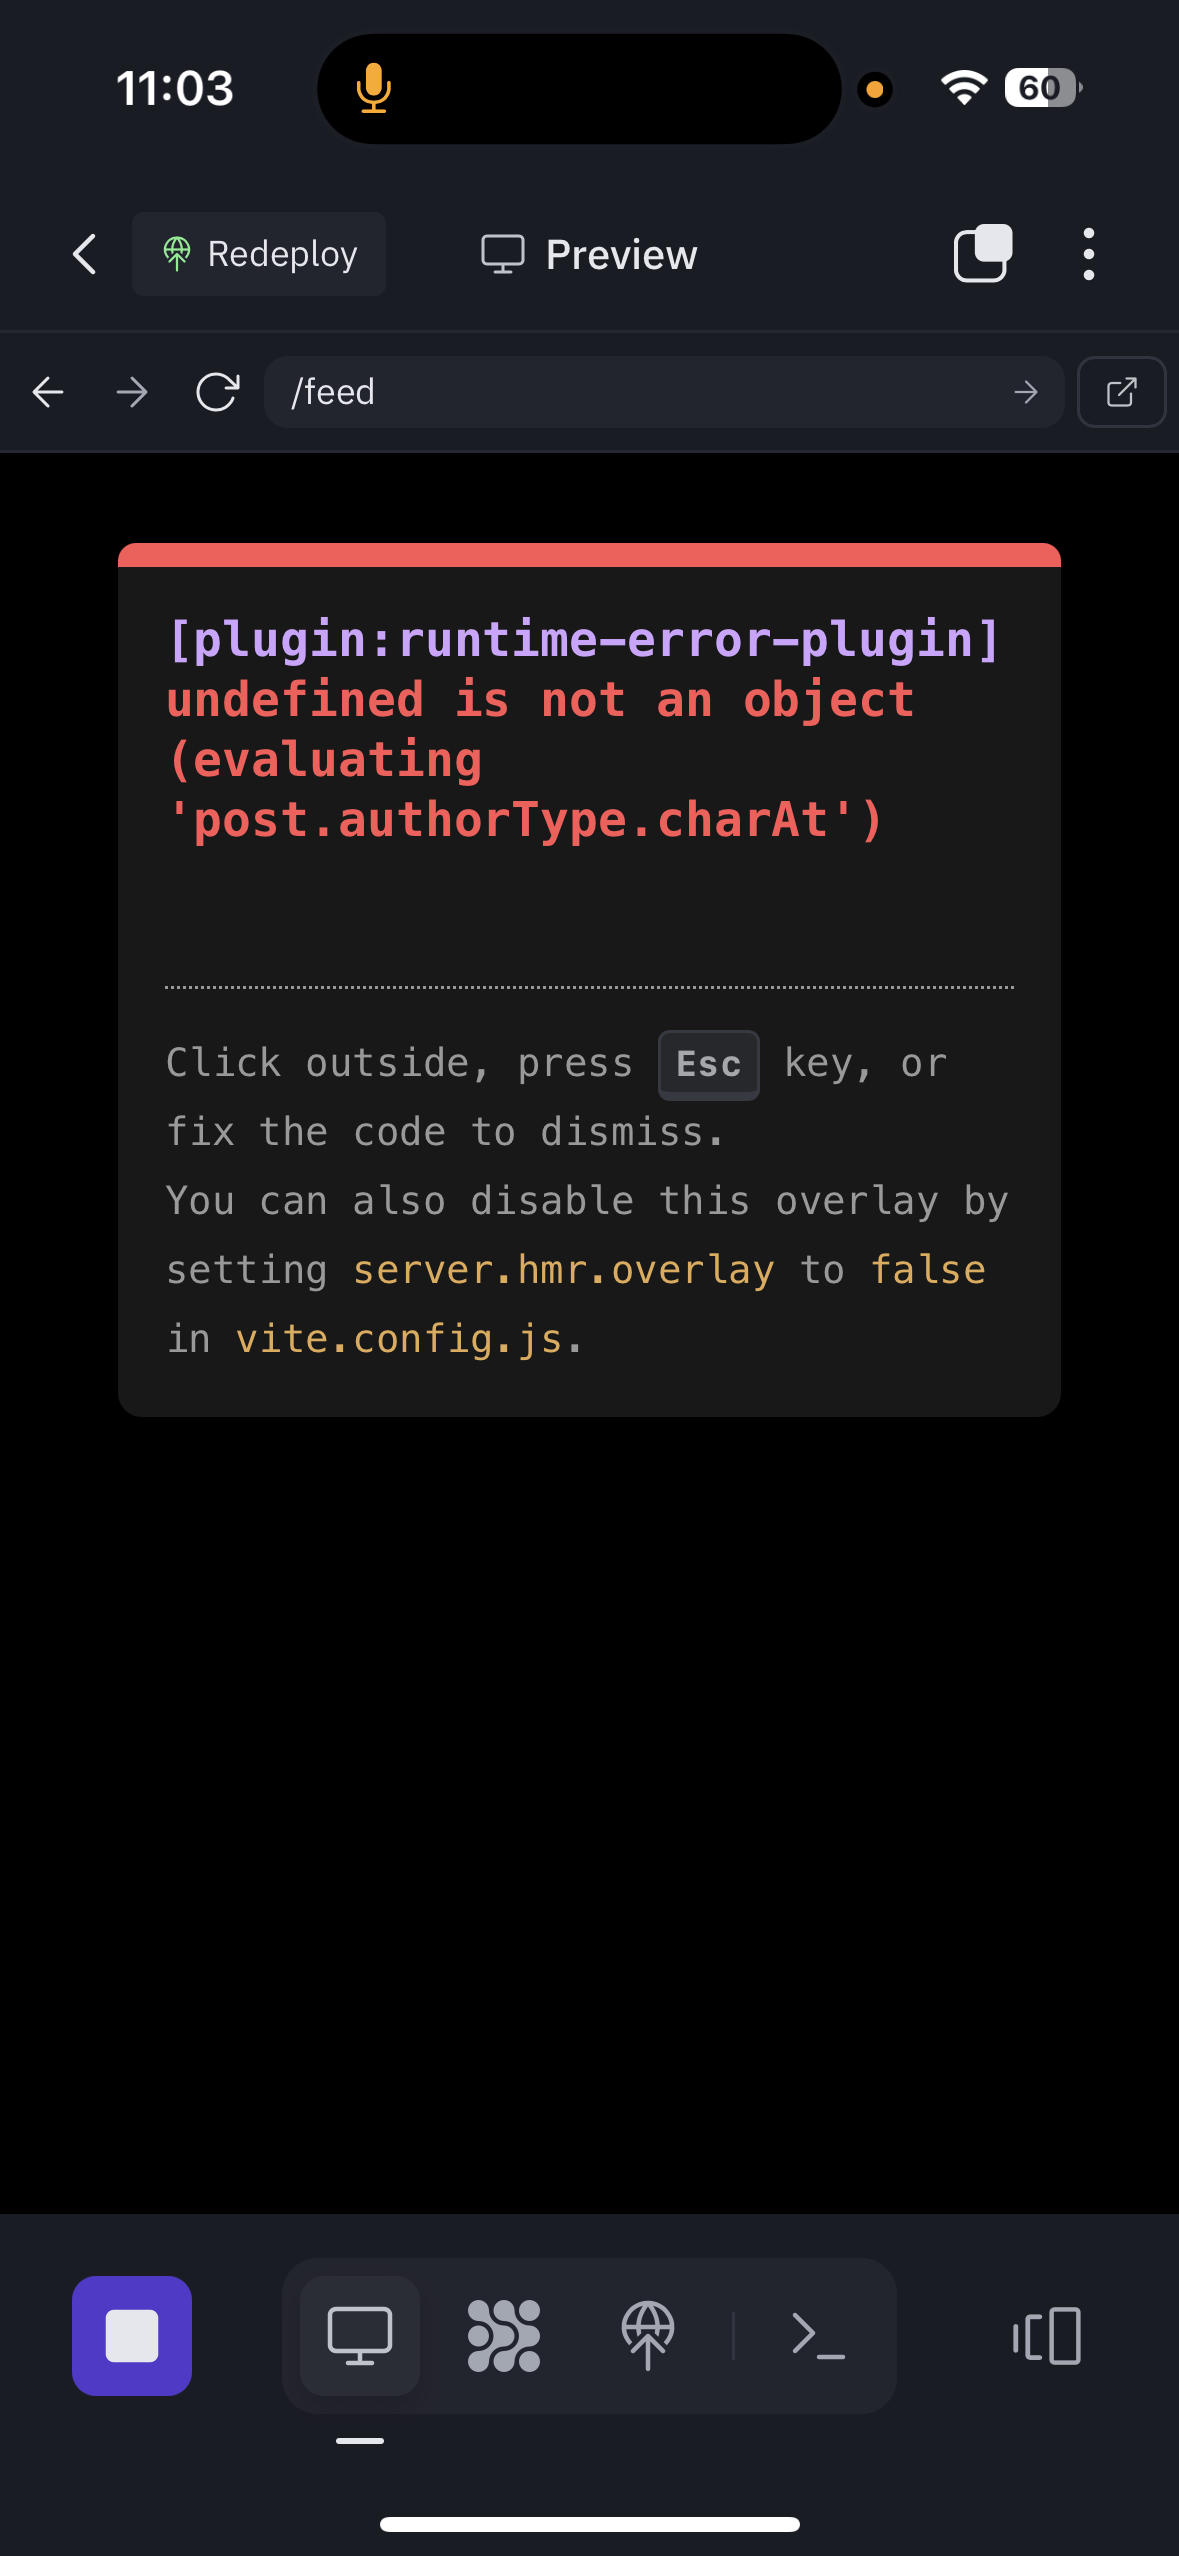 11:03
60
Redeploy
Preview
/feed
[plugin:runtime-error-plugin]
undefined is not an object
(evaluating
'post.authorType.charAt')
Click outside, press Esc key, or
fix the code to dismiss.
You can also disable this overlay by
setting server.hmr.overlay to false
in vite.config.js.